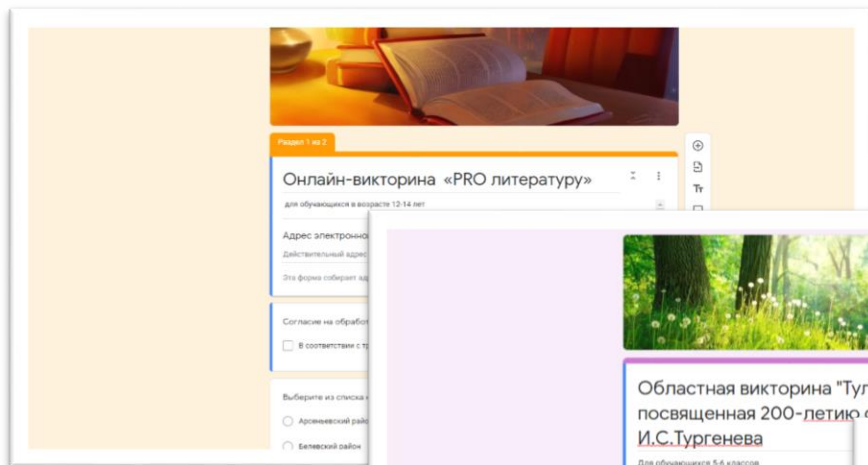 Раздел 1 из 2
Онлайн-викторина «PRO литературу»
для обучающихся в возрасте 12-14 лет
Адрес электронно
Действительный адрес
Эта форма собирает ад
Согласие на обработ
В соответствии с т
Выберите из списка
Арсеньевский райо
Белевский район
Tт
Областная викторина "Тул
посвященная 200-летию
И.С.Тургенева
Для обучающихся 5-6 классов